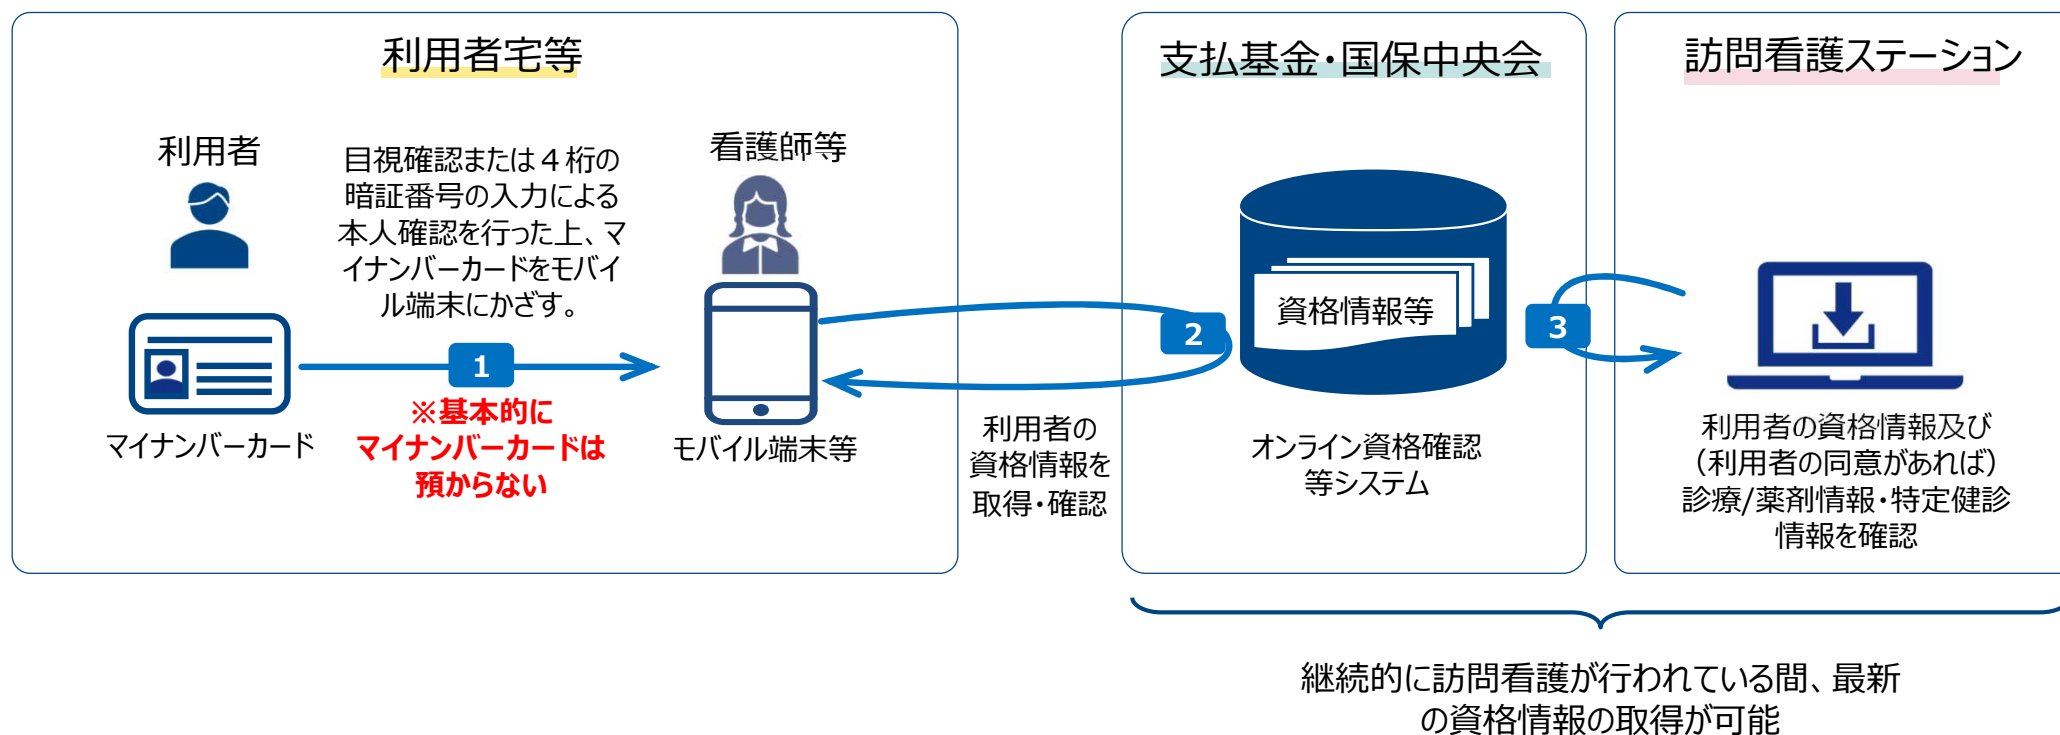 利用者宅等
利用者
目視確認または４桁の
暗証番号の入力による
本人確認を行った上、マ
イナンバーカードをモバイ
ル端末にかざす。
看護師等
1
※基本的に
マイナンバーカードは
預からない
マイナンバーカード
モバイル端末等
2
利用者の
資格情報を
取得・確認
支払基金・国保中央会
資格情報等
オンライン資格確認
等システム
3
訪問看護ステーション
利用者の資格情報及び
（利用者の同意があれば）
診療/薬剤情報・特定健診
情報を確認
継続的に訪問看護が行われている間、最新
の資格情報の取得が可能